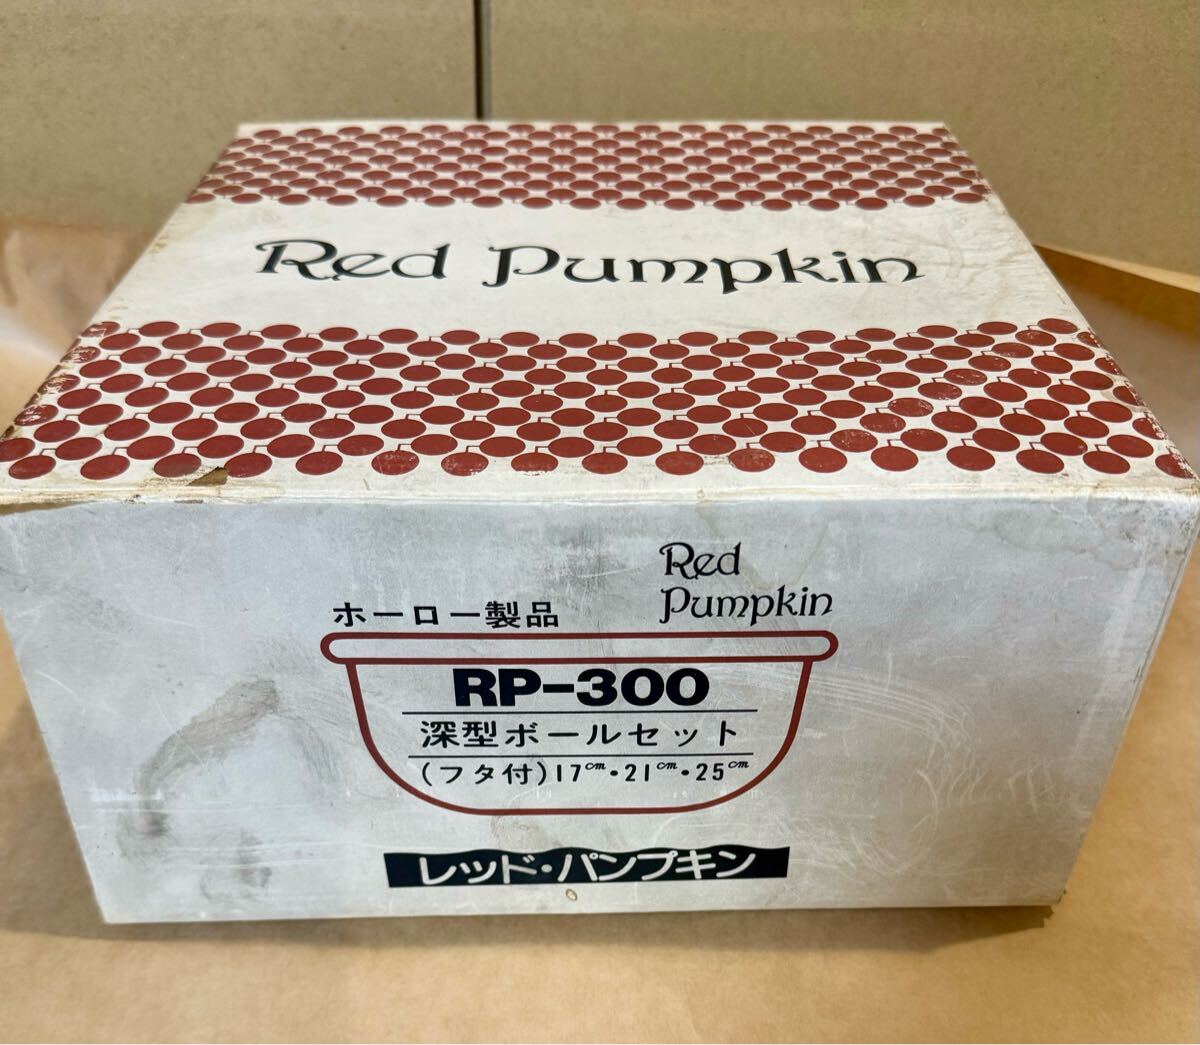 Red Pumpkin
Red
Pumpkin
ホーロー製品
RP-300
深型ボールセット
(フタ付)17cm・21cm・25cm
レッド・パンプキン